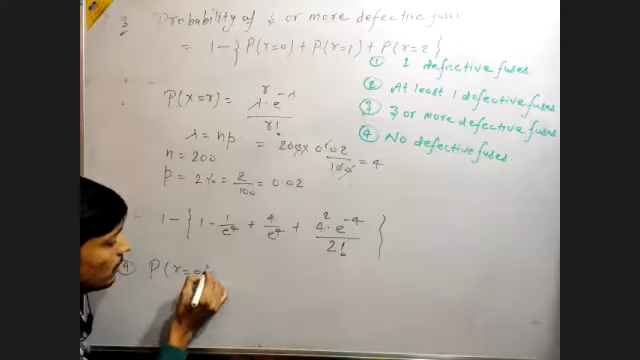 3 Probability of 3 or more defective fuses
= 1 - { P(r=0) + P(r=1) + P(r=2 }
① 1 defective fuses
② At least 1 defective fuses
③ 3 or more defective fuses
④ No defective fuses.
P(x=r) = λ^r · e^-λ / r!
λ = np = 200 × 0.02 = 4
n = 200
p = 2% = 2/100 = 0.02
= 1 - { 1 - 1/e^4 + 4/e^4 + 4^2 · e^-4 / 2! }
④ P(r=0)